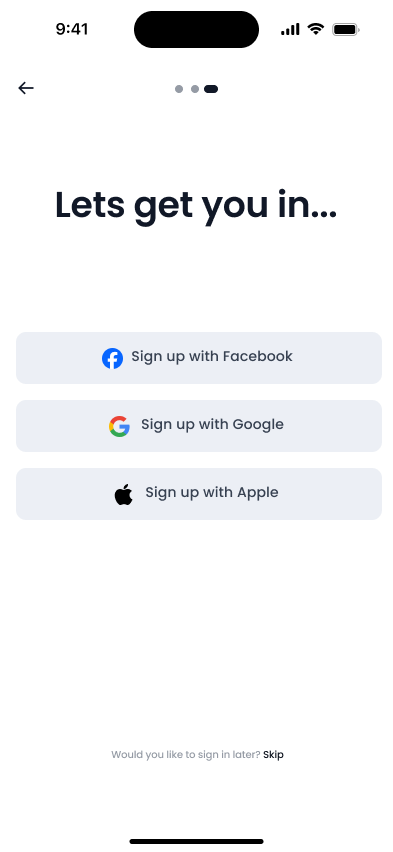 9:41
Lets get you in...
Sign up with Facebook
Sign up with Google
Sign up with Apple
Would you like to sign in later? Skip